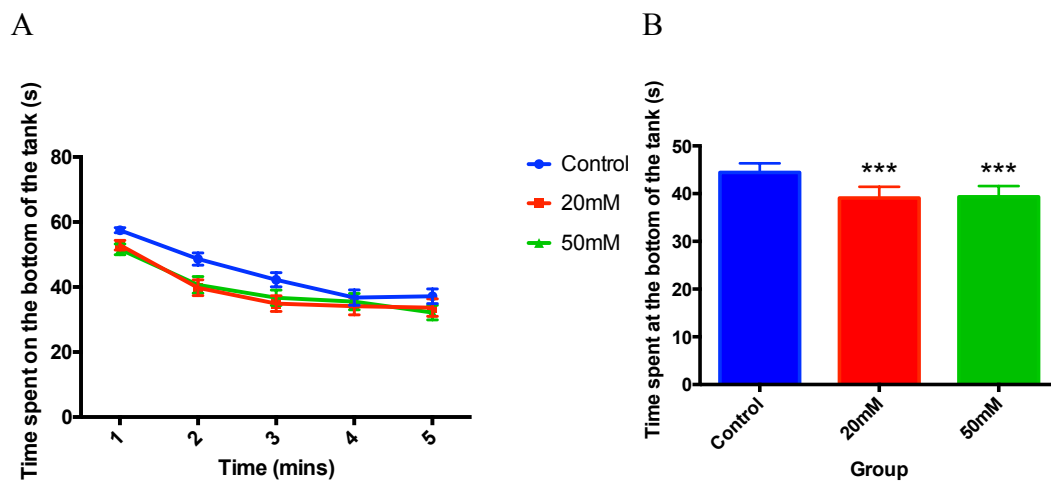 A
Time spent on the bottom of the tank (s)
80
60
40
20
0
1
2
3
4
5
Time (mins)
Control
20mM
50mM
B
Time spent at the bottom of the tank (s)
50
40
30
20
10
0
***
***
Control
20mM
50mM
Group